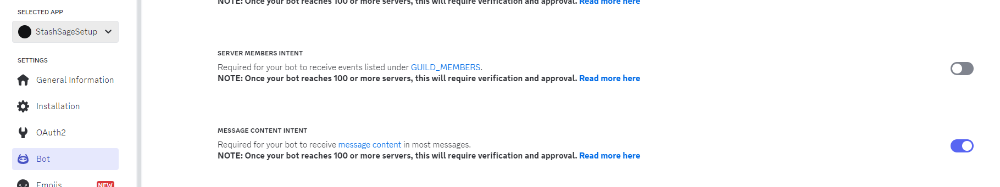 NOTE: Once your bot reaches 100 or more servers, this will require verification and approval. Read more here
SELECTED APP
StashSageSetup
SETTINGS
General Information
Installation
OAuth2
Bot
Emojis NEW
SERVER MEMBERS INTENT
Required for your bot to receive events listed under GUILD_MEMBERS.
NOTE: Once your bot reaches 100 or more servers, this will require verification and approval. Read more here
MESSAGE CONTENT INTENT
Required for your bot to receive message content in most messages.
NOTE: Once your bot reaches 100 or more servers, this will require verification and approval. Read more here